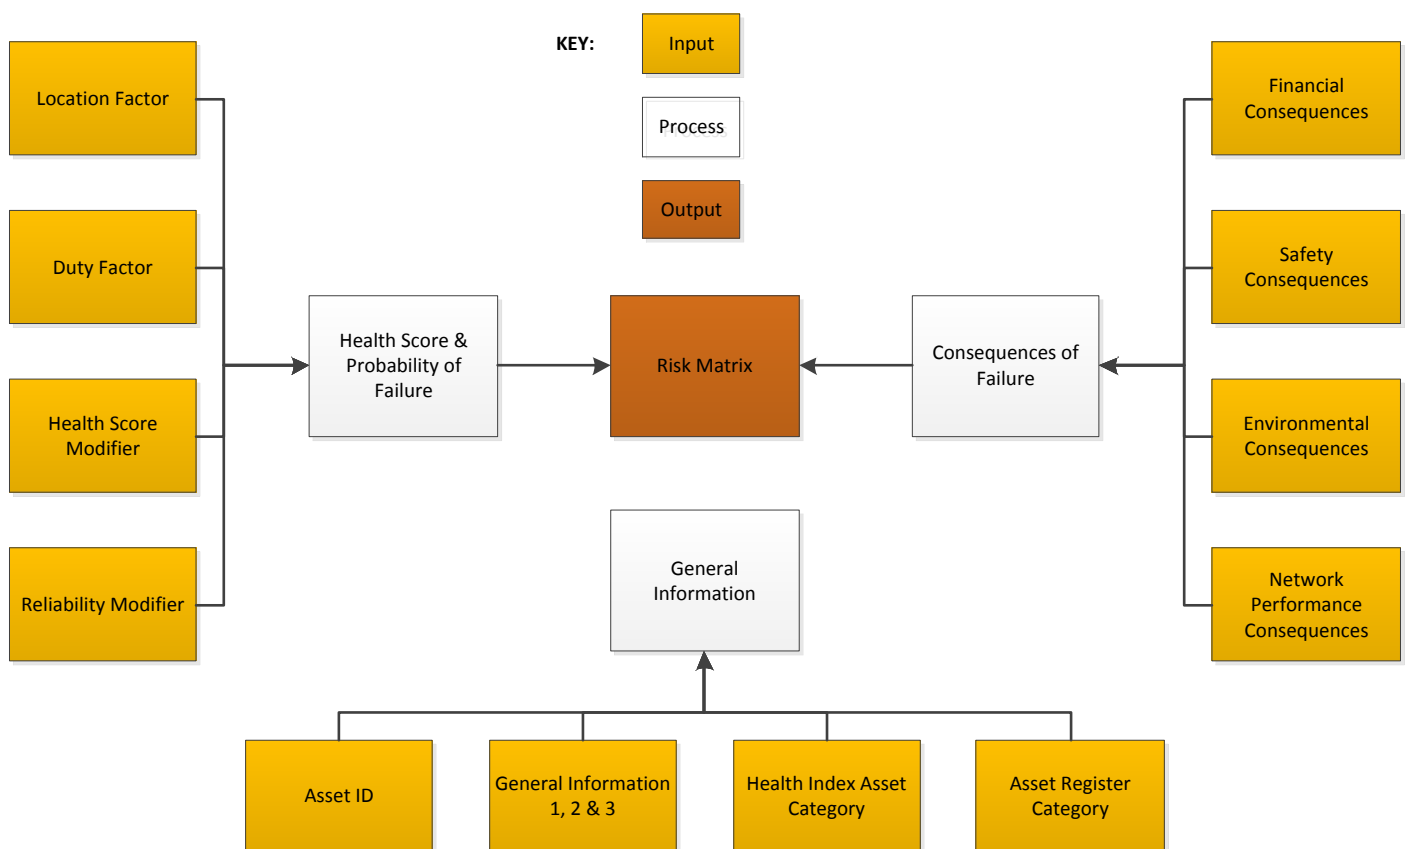 KEY:
Input
Process
Output
Location Factor
Duty Factor
Health Score
Modifier
Reliability Modifier
Health Score &
Probability of
Failure
Risk Matrix
Consequences of
Failure
Financial
Consequences
Safety
Consequences
Environmental
Consequences
Network
Performance
Consequences
General
Information
Asset ID
General Information
1, 2 & 3
Health Index Asset
Category
Asset Register
Category